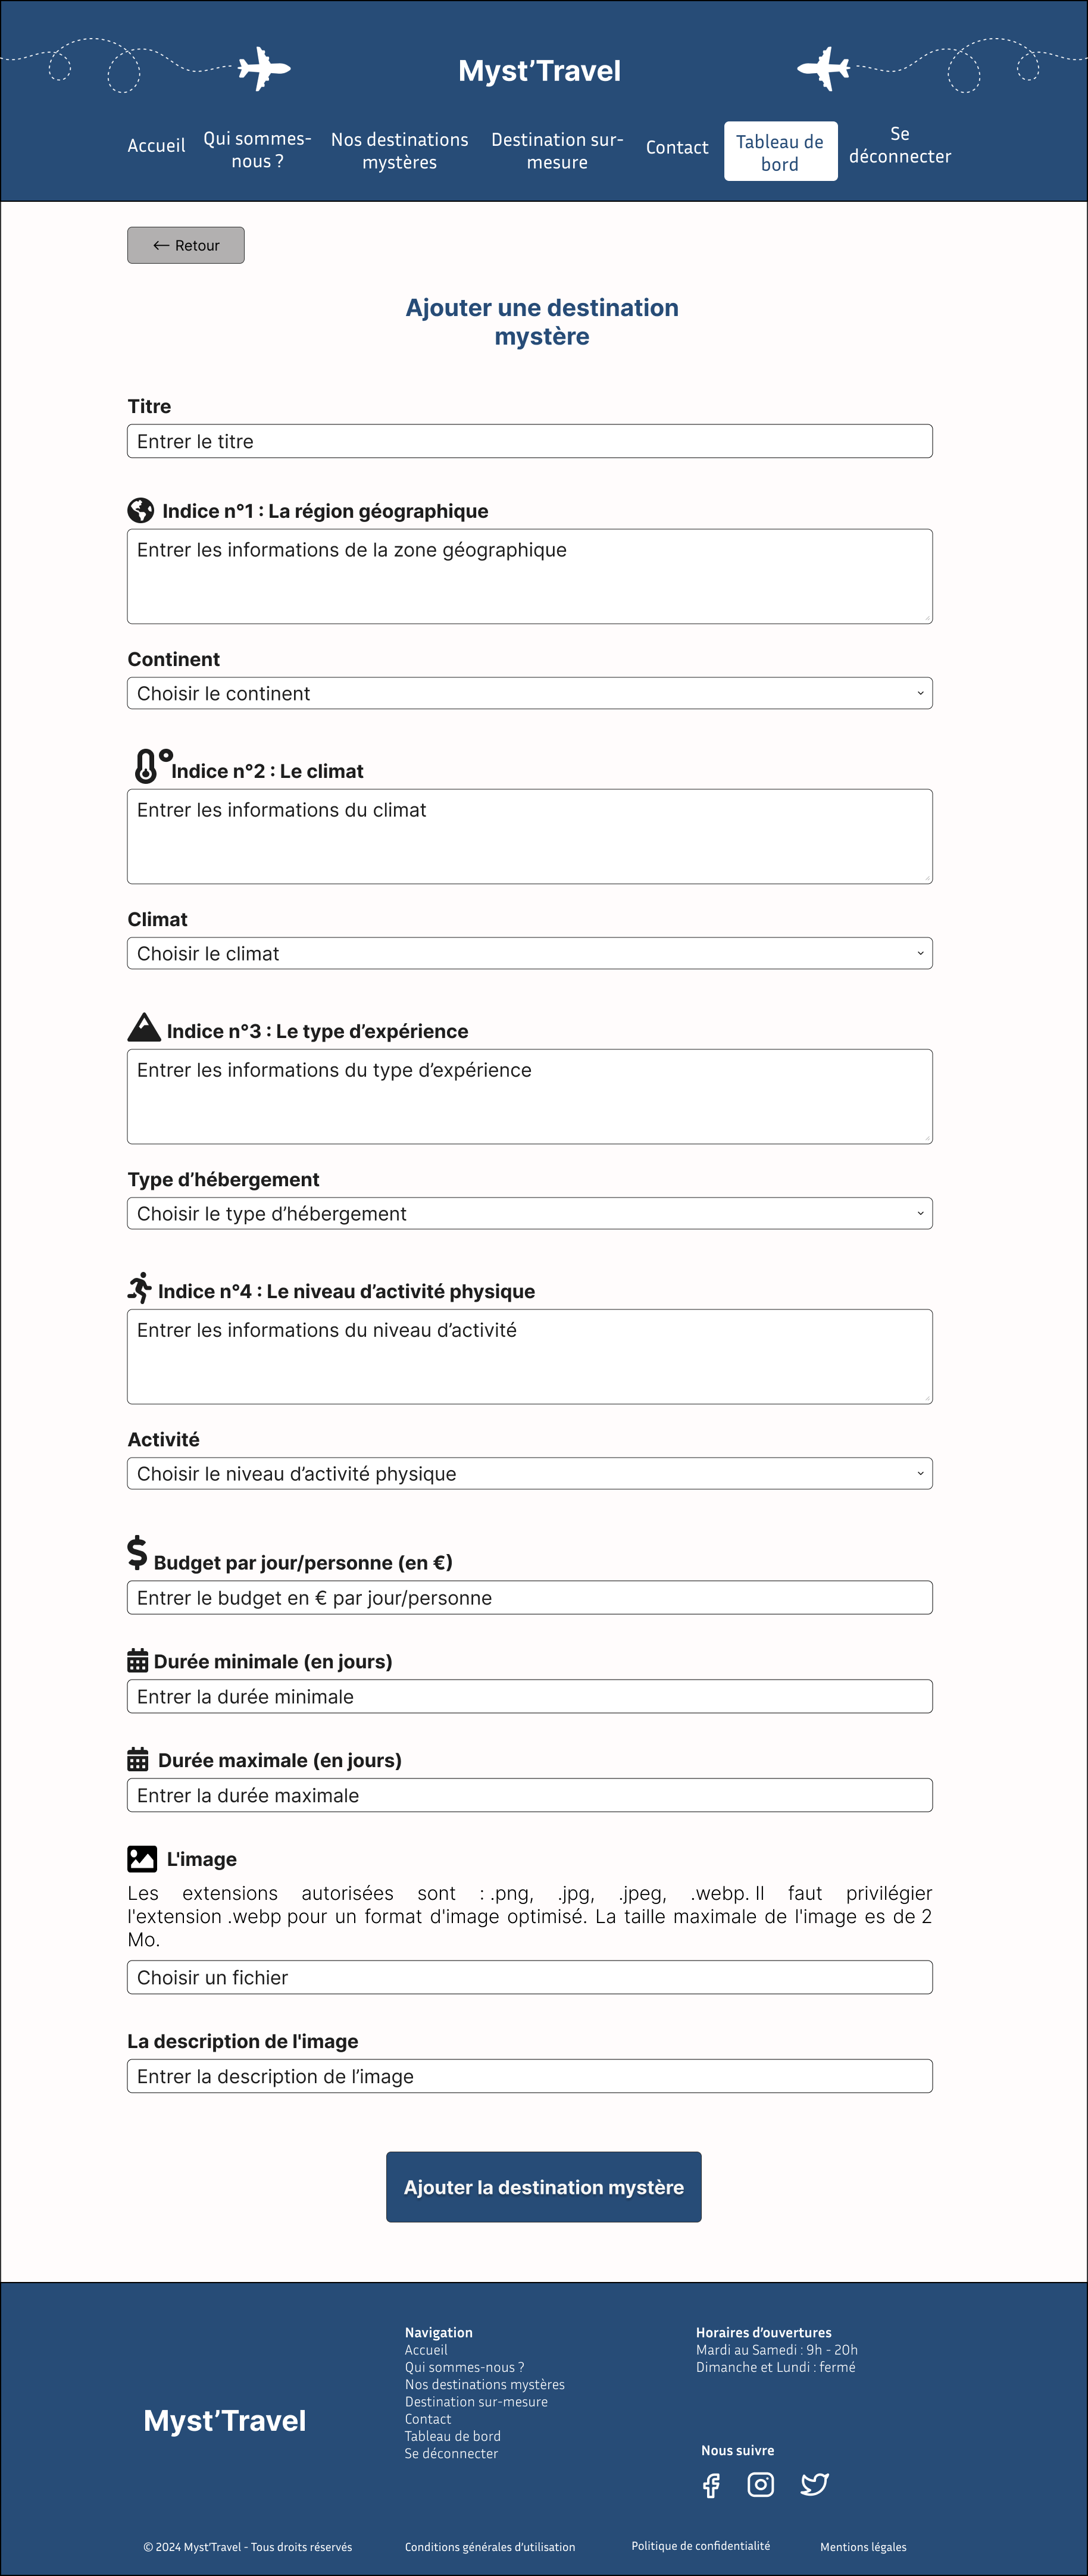 Myst’Travel
Accueil
Qui sommes-
nous ?
Nos destinations
mystères
Destination sur-
mesure
Contact
Tableau de
bord
Se
déconnecter
Retour
Ajouter une destination
mystère
Titre
Entrer le titre
Indice n°1 : La région géographique
Entrer les informations de la zone géographique
Continent
Choisir le continent
Indice n°2 : Le climat
Entrer les informations du climat
Climat
Choisir le climat
Indice n°3 : Le type d’expérience
Entrer les informations du type d’expérience
Type d’hébergement
Choisir le type d’hébergement
Indice n°4 : Le niveau d’activité physique
Entrer les informations du niveau d’activité
Activité
Choisir le niveau d’activité physique
Budget par jour/personne (en €)
Entrer le budget en € par jour/personne
Durée minimale (en jours)
Entrer la durée minimale
Durée maximale (en jours)
Entrer la durée maximale
L'image
Les extensions autorisées sont : .png, .jpg, .jpeg, .webp. Il faut privilégier
l'extension .webp pour un format d'image optimisé. La taille maximale de l'image es de 2
Mo.
Choisir un fichier
La description de l'image
Entrer la description de l’image
Ajouter la destination mystère
Myst’Travel
Navigation
Accueil
Qui sommes-nous ?
Nos destinations mystères
Destination sur-mesure
Contact
Tableau de bord
Se déconnecter
Horaires d’ouvertures
Mardi au Samedi : 9h - 20h
Dimanche et Lundi : fermé
Nous suivre
© 2024 Myst’Travel - Tous droits réservés
Conditions générales d’utilisation
Politique de confidentialité
Mentions légales